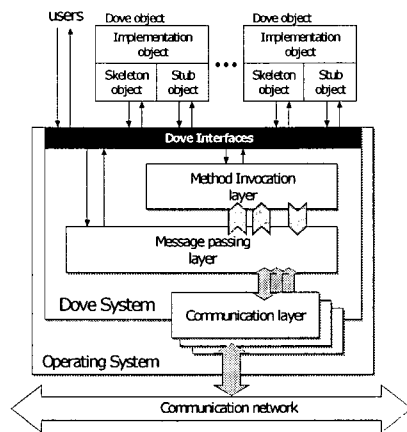 users
Dove object
Dove object
Implementation
object
Implementation
object
Skeleton
object
Stub
object
Skeleton
object
Stub
object
Dove Interfaces
Method Invocation
layer
Message passing
layer
Dove System
Communication layer
Operating System
Communication network